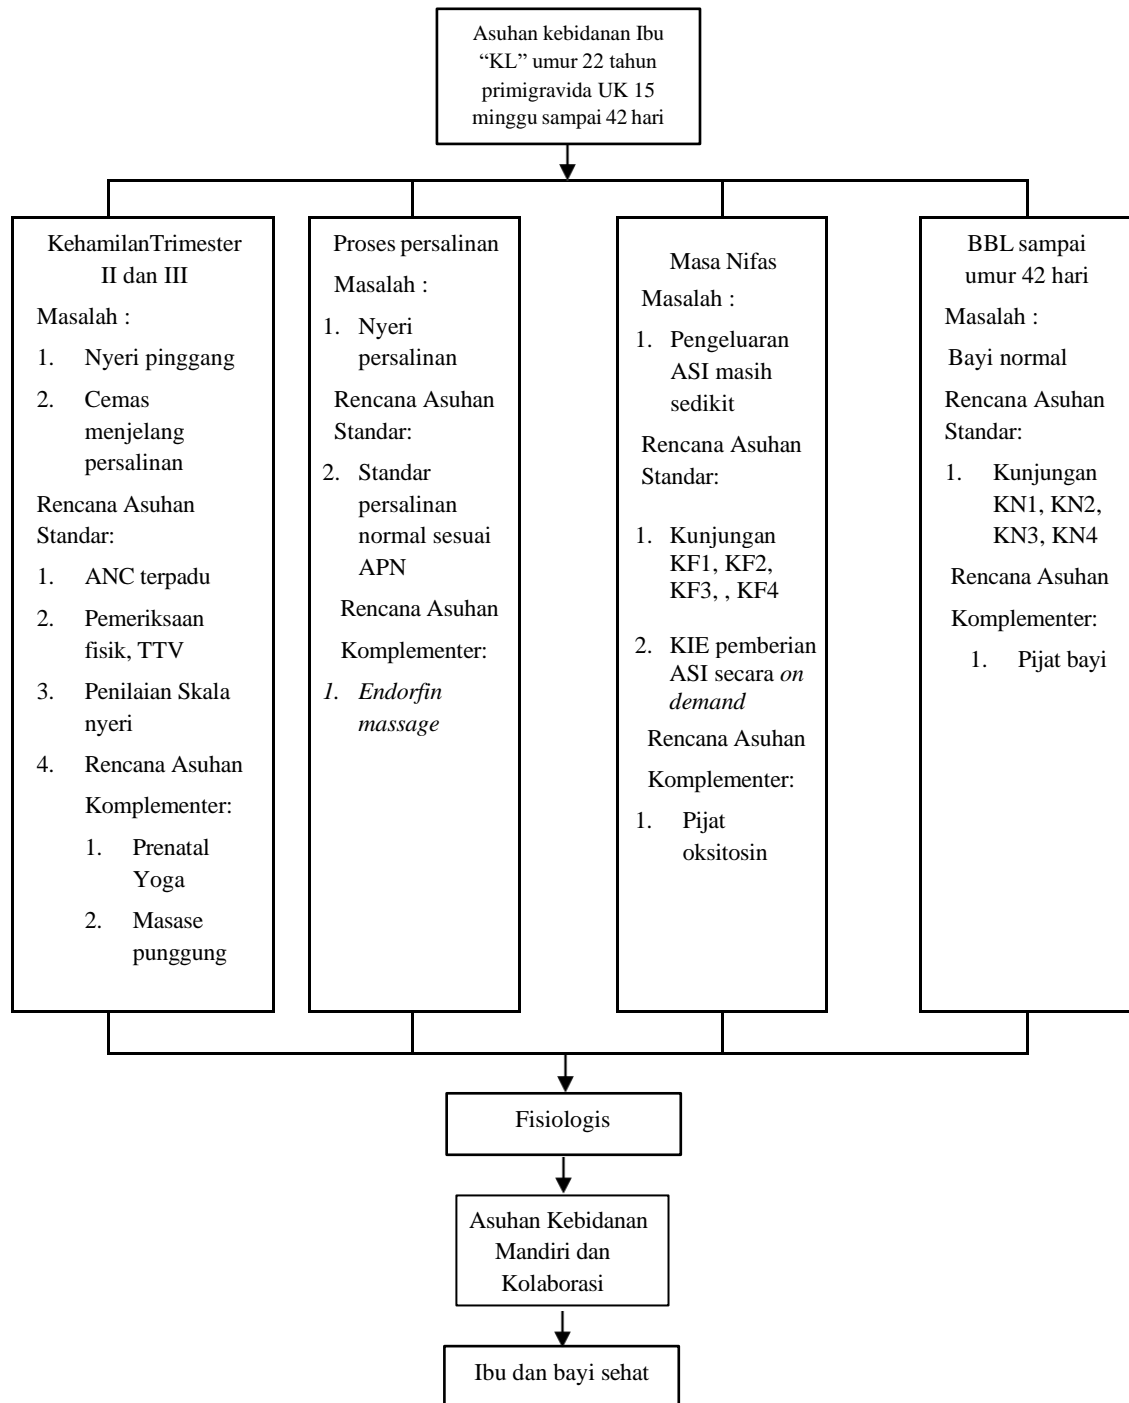 Asuhan kebidanan Ibu
“KL” umur 22 tahun
primigravida UK 15
minggu sampai 42 hari
KehamilanTrimester
II dan III
Masalah :
1. Nyeri pinggang
2. Cemas
menjelang
persalinan
Rencana Asuhan
Standar:
1. ANC terpadu
2. Pemeriksaan
fisik, TTV
3. Penilaian Skala
nyeri
4. Rencana Asuhan
Komplementer:
1. Prenatal
Yoga
2. Masase
punggung
Proses persalinan
Masalah :
1. Nyeri
persalinan
Rencana Asuhan
Standar:
2. Standar
persalinan
normal sesuai
APN
Rencana Asuhan
Komplementer:
1. Endorfin
massage
Masa Nifas
Masalah :
1. Pengeluaran
ASI masih
sedikit
Rencana Asuhan
Standar:
1. Kunjungan
KF1, KF2,
KF3, , KF4
2. KIE pemberian
ASI secara on
demand
Rencana Asuhan
Komplementer:
1. Pijat
oksitosin
BBL sampai
umur 42 hari
Masalah :
Bayi normal
Rencana Asuhan
Standar:
1. Kunjungan
KN1, KN2,
KN3, KN4
Rencana Asuhan
Komplementer:
1. Pijat bayi
Fisiologis
Asuhan Kebidanan
Mandiri dan
Kolaborasi
Ibu dan bayi sehat